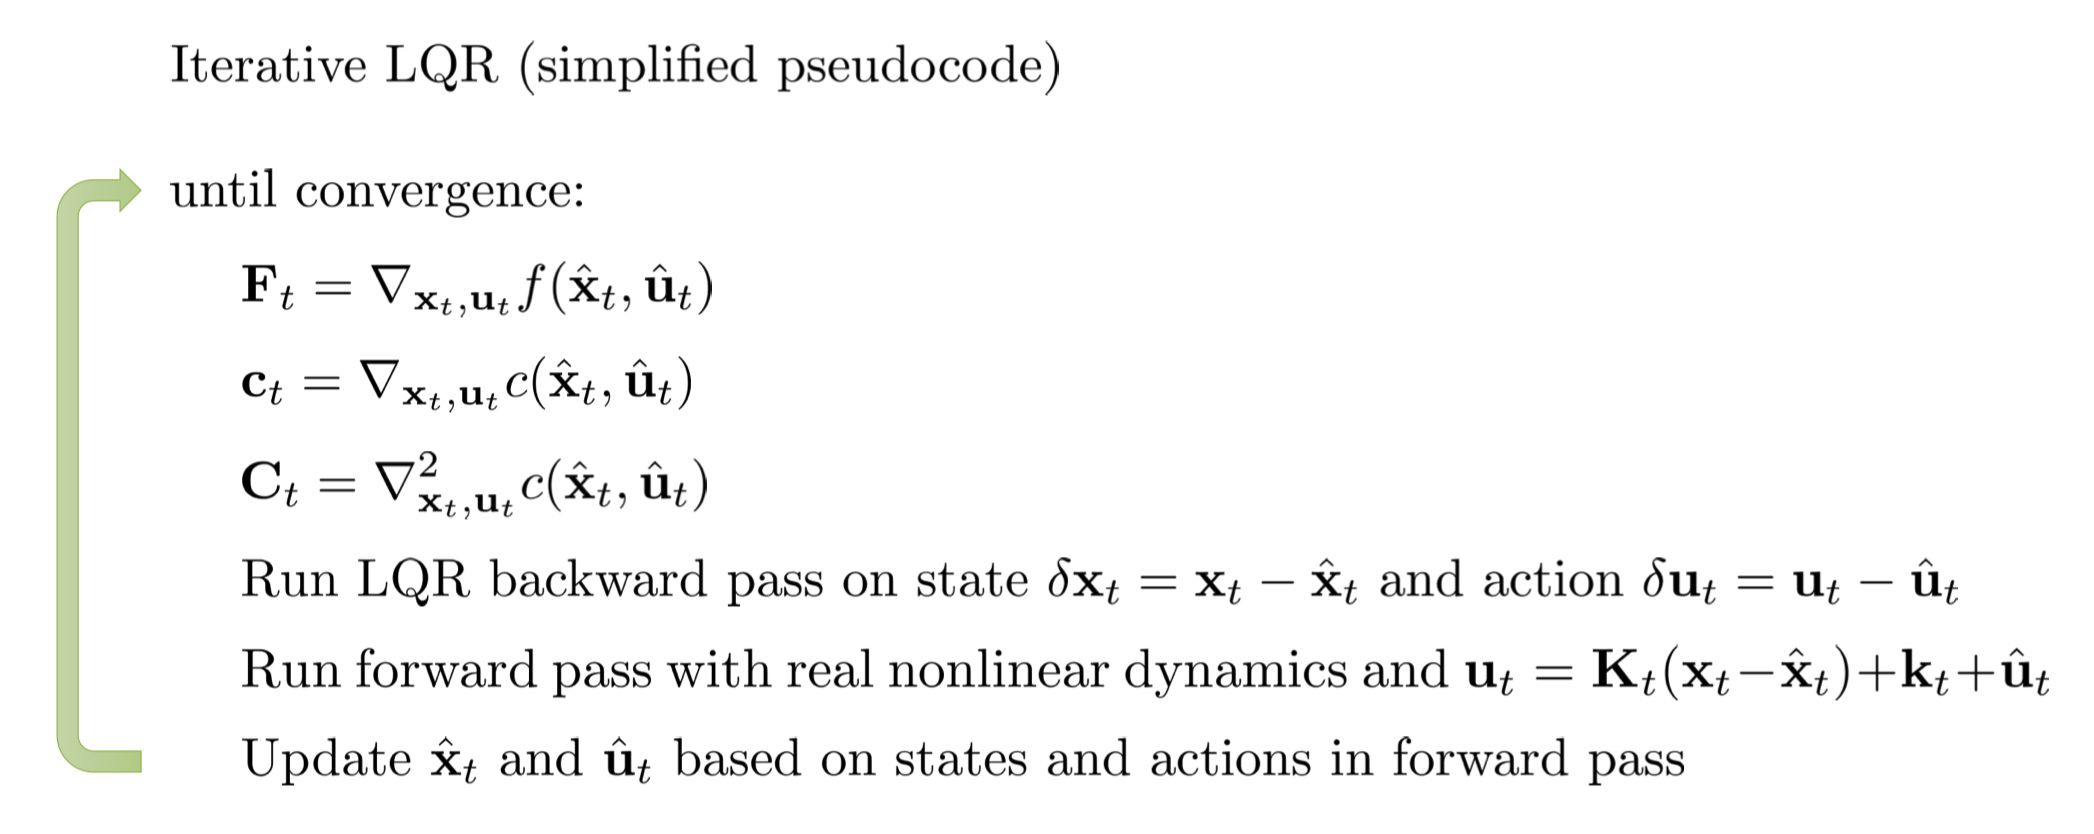 Iterative LQR (simplified pseudocode)
until convergence:
$\mathbf{F}_t = \nabla_{\mathbf{x}_t,\mathbf{u}_t} f(\hat{\mathbf{x}}_t, \hat{\mathbf{u}}_t)$
$\mathbf{c}_t = \nabla_{\mathbf{x}_t,\mathbf{u}_t} c(\hat{\mathbf{x}}_t, \hat{\mathbf{u}}_t)$
$\mathbf{C}_t = \nabla^2_{\mathbf{x}_t,\mathbf{u}_t} c(\hat{\mathbf{x}}_t, \hat{\mathbf{u}}_t)$
Run LQR backward pass on state $\delta\mathbf{x}_t = \mathbf{x}_t - \hat{\mathbf{x}}_t$ and action $\delta\mathbf{u}_t = \mathbf{u}_t - \hat{\mathbf{u}}_t$
Run forward pass with real nonlinear dynamics and $\mathbf{u}_t = \mathbf{K}_t(\mathbf{x}_t - \hat{\mathbf{x}}_t) + \mathbf{k}_t + \hat{\mathbf{u}}_t$
Update $\hat{\mathbf{x}}_t$ and $\hat{\mathbf{u}}_t$ based on states and actions in forward pass